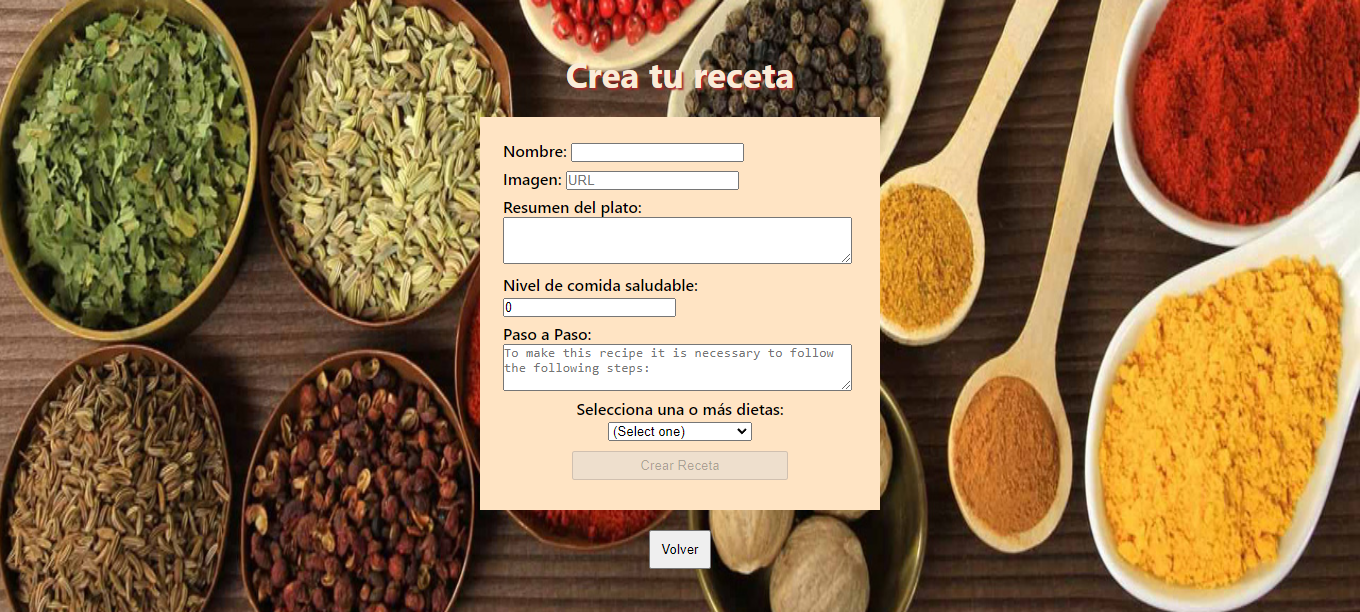 Crea tu receta
Nombre:
Imagen: URL
Resumen del plato:
Nivel de comida saludable:
0
Paso a Paso:
To make this recipe it is necessary to follow
the following steps:
Selecciona una o más dietas:
(Select one)
Crear Receta
Volver